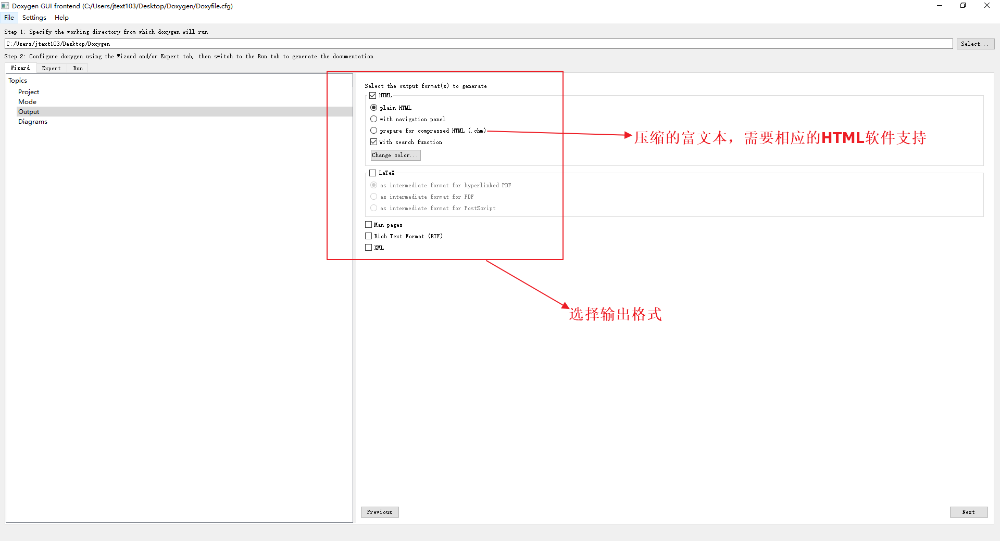 Doxygen GUI frontend (C:/Users/jtext103/Desktop/Doxygen/Doxyfile.cfg)
File Settings Help
Step 1: Specify the working directory from which doxygen will run
C:/Users/jtext103/Desktop/Doxygen Select...
Step 2: Configure doxygen using the Wizard and/or Expert tab, then switch to the Run tab to generate the documentation
Wizard Expert Run
Topics
Project
Mode
Output
Diagrams
Select the output format(s) to generate
HTML
plain HTML
with navigation panel
prepare for compressed HTML (.chm)
压缩的富文本，需要相应的HTML软件支持
With search function
Change color...
LaTeX
as intermediate format for hyperlinked PDF
as intermediate format for PDF
as intermediate format for PostScript
Man pages
Rich Text Format (RTF)
XML
选择输出格式
Previous Next